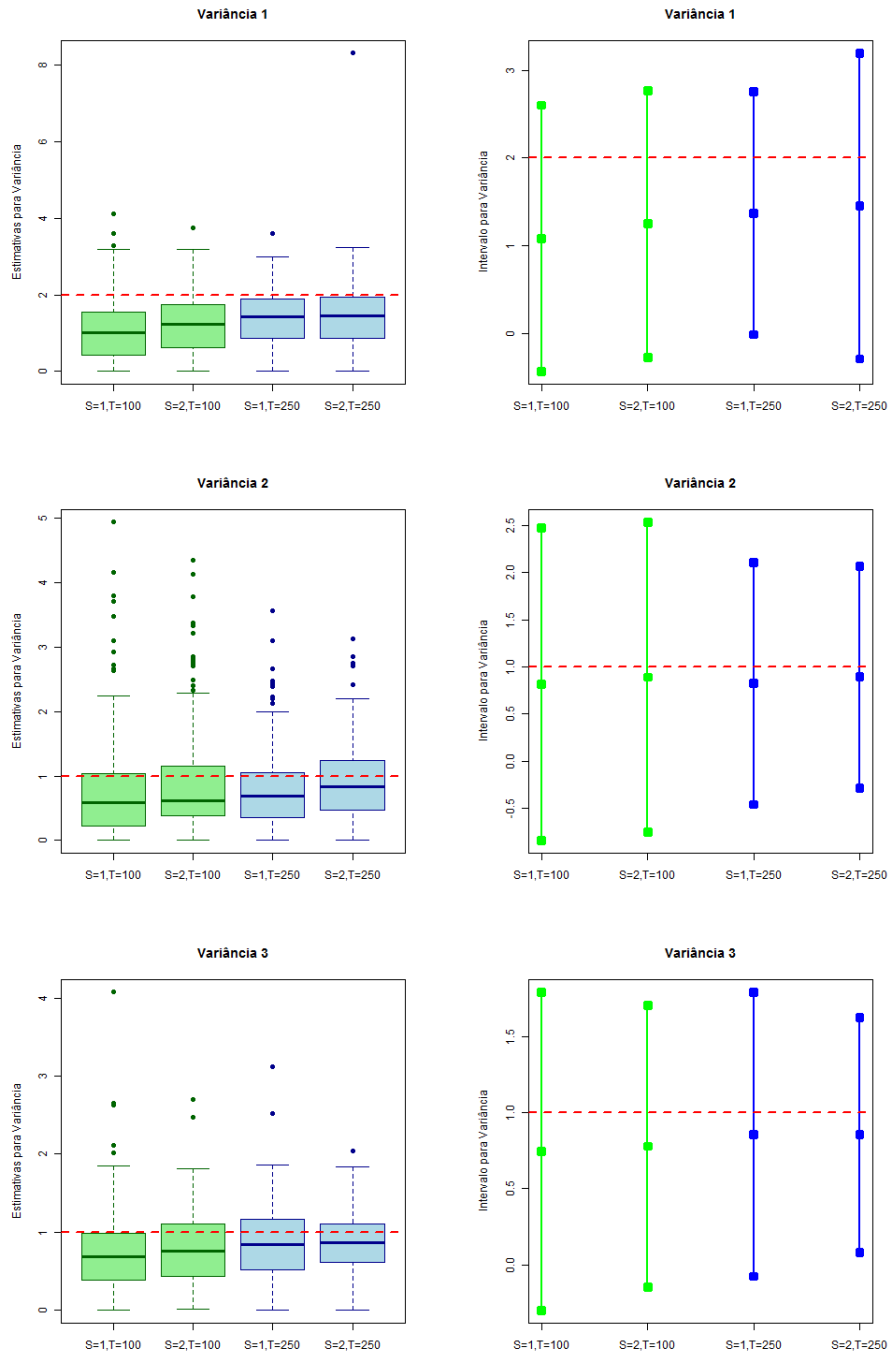 Variância 1
Estimativas para Variância
8
6
4
2
0
S=1,T=100 S=2,T=100 S=1,T=250 S=2,T=250
Variância 1
Intervalo para Variância
3
2
1
0
S=1,T=100 S=2,T=100 S=1,T=250 S=2,T=250
Variância 2
Estimativas para Variância
5
4
3
2
1
0
S=1,T=100 S=2,T=100 S=1,T=250 S=2,T=250
Variância 2
Intervalo para Variância
2.5
2.0
1.5
1.0
0.5
0.0
-0.5
S=1,T=100 S=2,T=100 S=1,T=250 S=2,T=250
Variância 3
Estimativas para Variância
4
3
2
1
0
S=1,T=100 S=2,T=100 S=1,T=250 S=2,T=250
Variância 3
Intervalo para Variância
1.5
1.0
0.5
0.0
S=1,T=100 S=2,T=100 S=1,T=250 S=2,T=250